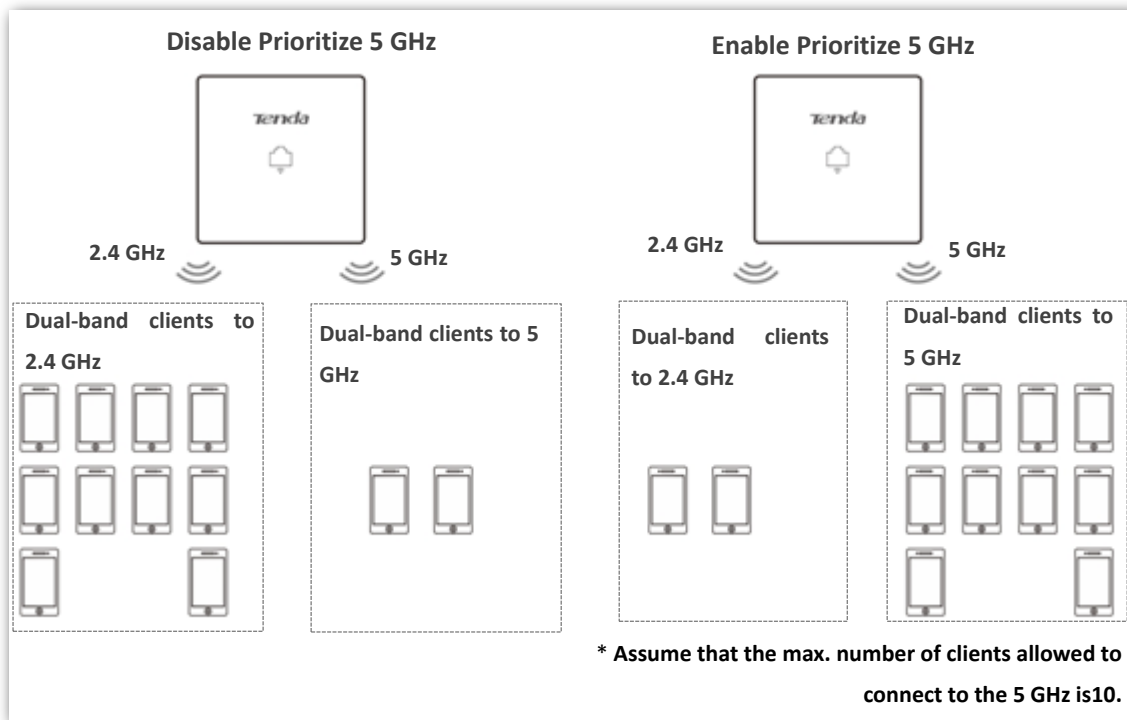 Disable Prioritize 5 GHz
Tenda
2.4 GHz
5 GHz
Dual-band clients to
2.4 GHz
Dual-band clients to 5
GHz
Enable Prioritize 5 GHz
Tenda
2.4 GHz
5 GHz
Dual-band clients
to 2.4 GHz
Dual-band clients to
5 GHz
* Assume that the max. number of clients allowed to
connect to the 5 GHz is10.